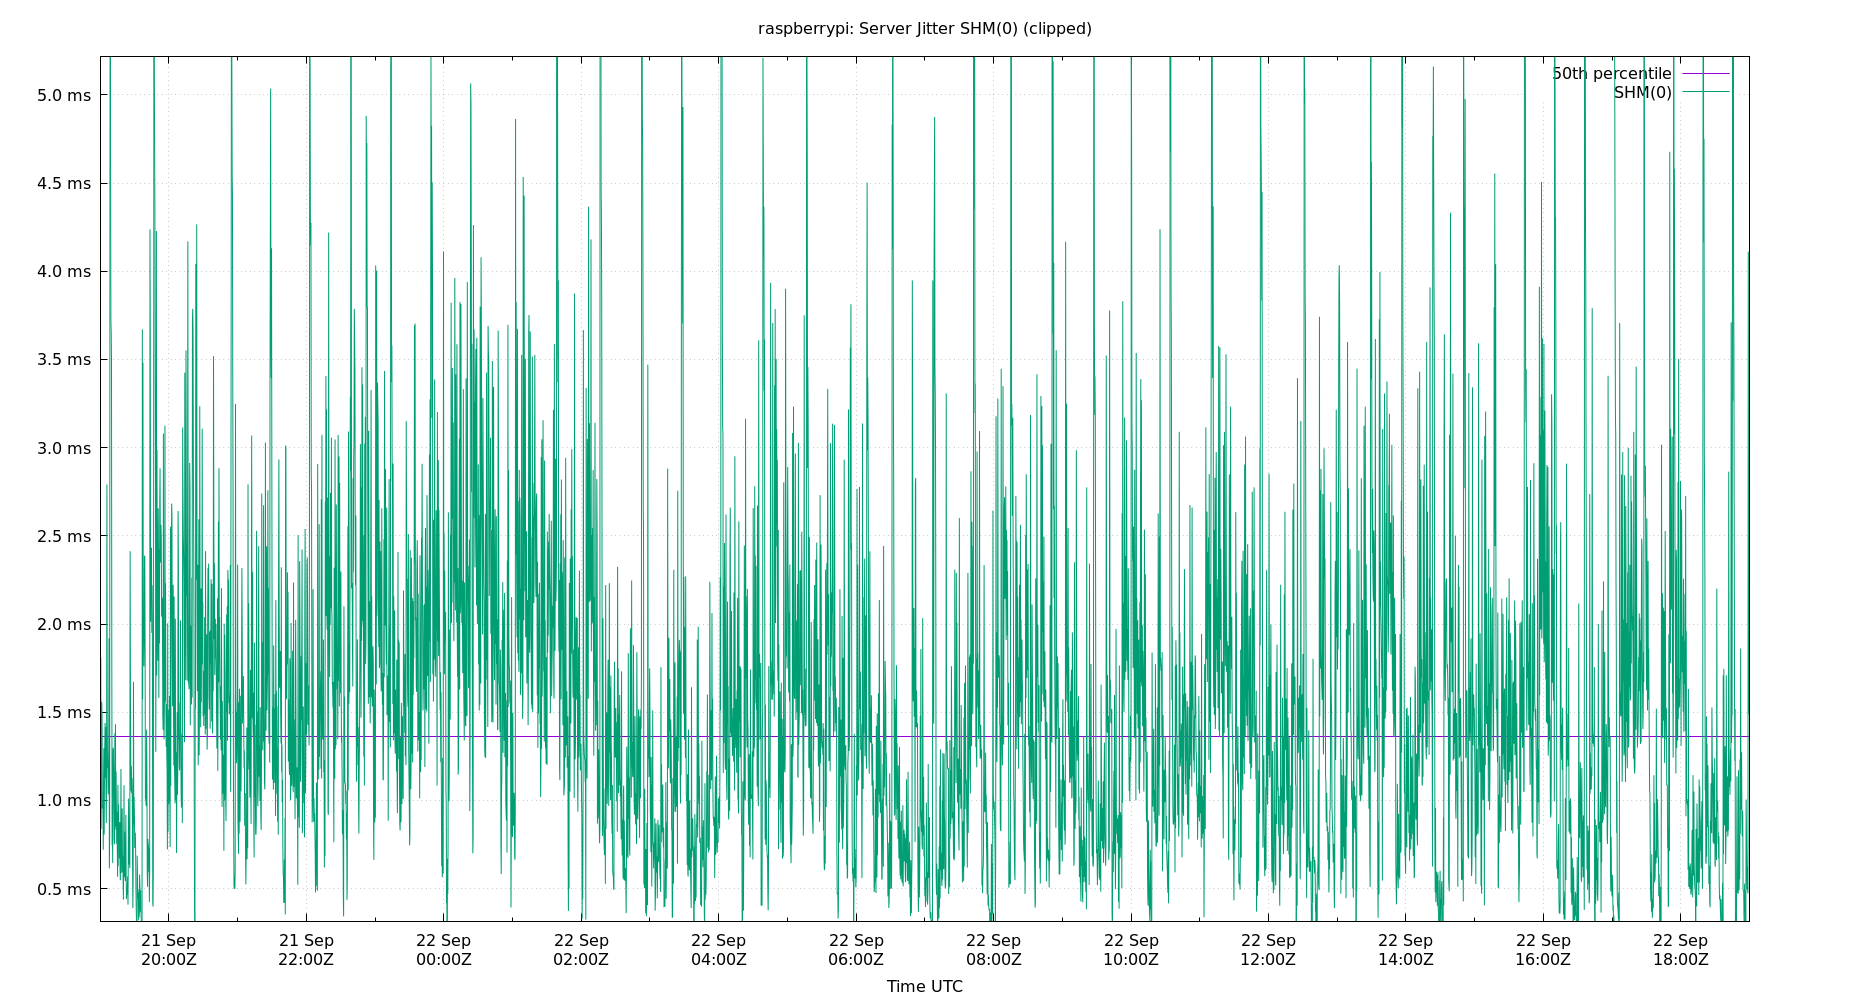 raspberrypi: Server Jitter SHM(0) (clipped)
50th percentile
SHM(0)
5.0 ms
4.5 ms
4.0 ms
3.5 ms
3.0 ms
2.5 ms
2.0 ms
1.5 ms
1.0 ms
0.5 ms
21 Sep 21 Sep 22 Sep 22 Sep 22 Sep 22 Sep 22 Sep 22 Sep 22 Sep 22 Sep 22 Sep 22 Sep
20:00Z 22:00Z 00:00Z 02:00Z 04:00Z 06:00Z 08:00Z 10:00Z 12:00Z 14:00Z 16:00Z 18:00Z
Time UTC